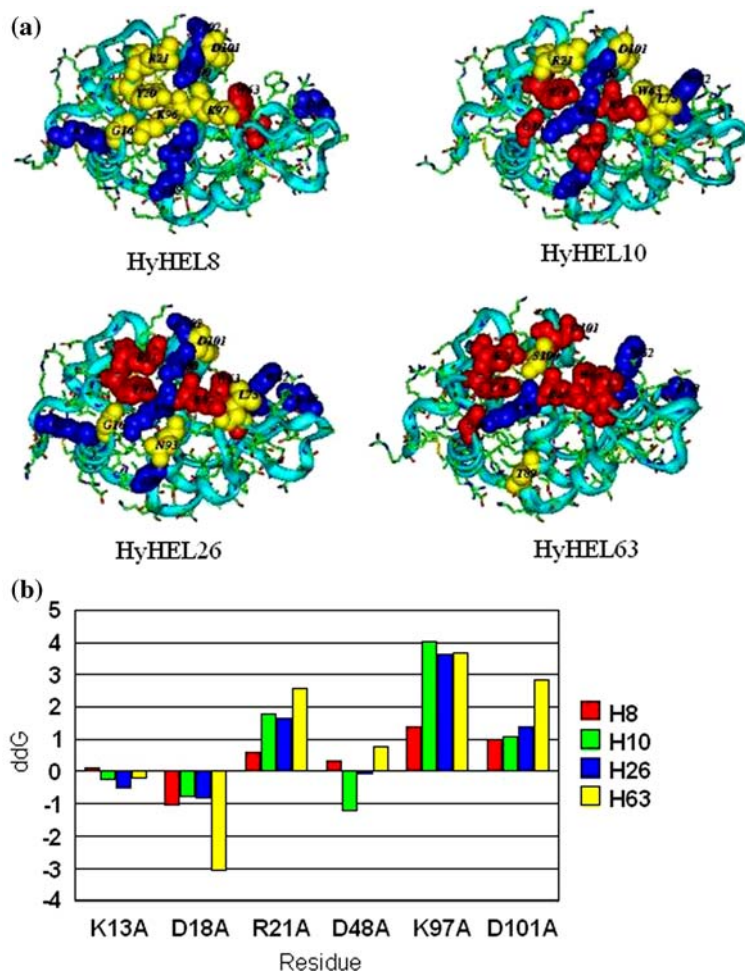 (a)
R21
D101
Y20
K96
K97
G16
HyHEL8
R21
D101
W63
L75
HyHEL10
D101
L75
G16
N93
HyHEL26
S100
T89
HyHEL63
(b)
5
4
3
2
1
0
-1
-2
-3
-4
ddG
K13A D18A R21A D48A K97A D101A
Residue
H8
H10
H26
H63